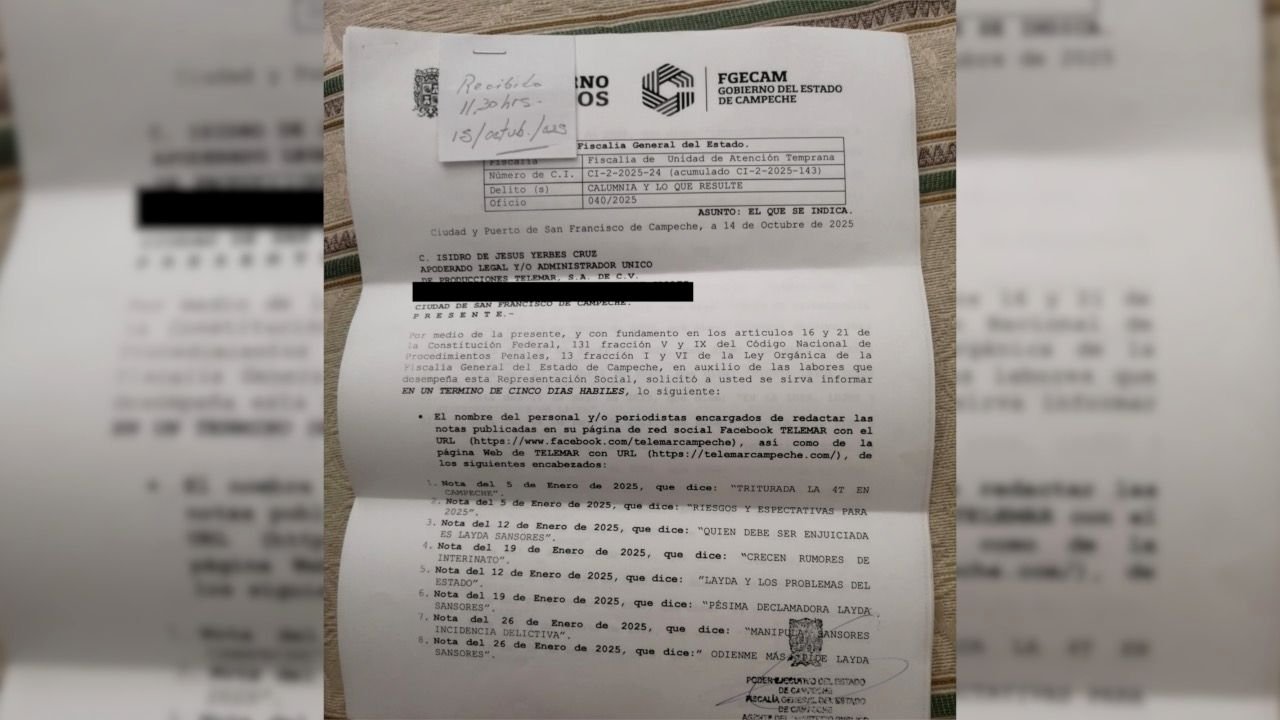 Recibido
11.30 hrs.
15/octub./025
RNO
OS
FGECAM
GOBIERNO DEL ESTADO
DE CAMPECHE
Fiscalía General del Estado.
Fiscalía Fiscalía de Unidad de Atención Temprana
Número de C.I. CI-2-2025-24 (acumulado CI-2-2025-143)
Delito (s) CALUMNIA Y LO QUE RESULTE
Oficio 040/2025
ASUNTO: EL QUE SE INDICA.
Ciudad y Puerto de San Francisco de Campeche, a 14 de Octubre de 2025
C. ISIDRO DE JESUS YERBES CRUZ
APODERADO LEGAL Y/O ADMINISTRADOR UNICO
DE PRODUCCIONES TELEMAR, S.A. DE C.V.
CIUDAD DE SAN FRANCISCO DE CAMPECHE.
P R E S E N T E.-
Por medio de la presente, y con fundamento en los artículos 16 y 21 de
la Constitución Federal, 131 fracción V y IX del Código Nacional de
Procedimientos Penales, 13 fracción I y VI de la Ley Orgánica de la
Fiscalía General del Estado de Campeche, en auxilio de las labores que
desempeña esta Representación Social, solicitó a usted se sirva informar
EN UN TERMINO DE CINCO DIAS HABILES, lo siguiente:
• El nombre del personal y/o periodistas encargados de redactar las
notas publicadas en su página de red social Facebook TELEMAR con el
URL (https://www.facebook.com/telemarcampeche), así como de la
página Web de TELEMAR con URL (https://telemarcampeche.com/), de
los siguientes encabezados:
1. Nota del 5 de Enero de 2025, que dice: "TRITURADA LA 4T EN
CAMPECHE".
2. Nota del 5 de Enero de 2025, que dice: "RIESGOS Y ESPECTATIVAS PARA
2025".
3. Nota del 12 de Enero de 2025, que dice: "QUIEN DEBE SER ENJUICIADA
ES LAYDA SANSORES".
4. Nota del 19 de Enero de 2025, que dice: "CRECEN RUMORES DE
INTERINATO".
5. Nota del 12 de Enero de 2025, que dice: "LAYDA Y LOS PROBLEMAS DEL
ESTADO".
6. Nota del 19 de Enero de 2025, que dice: "PÉSIMA DECLAMADORA LAYDA
SANSORES".
7. Nota del 26 de Enero de 2025, que dice: "MANIPULA SANSORES
INCIDENCIA DELICTIVA".
8. Nota del 26 de Enero de 2025, que dice:" ODIENME MÁS PIDE LAYDA
SANSORES".
PODER EJECUTIVO DEL ESTADO
DE CAMPECHE
FISCALÍA GENERAL DEL ESTADO
DE CAMPECHE